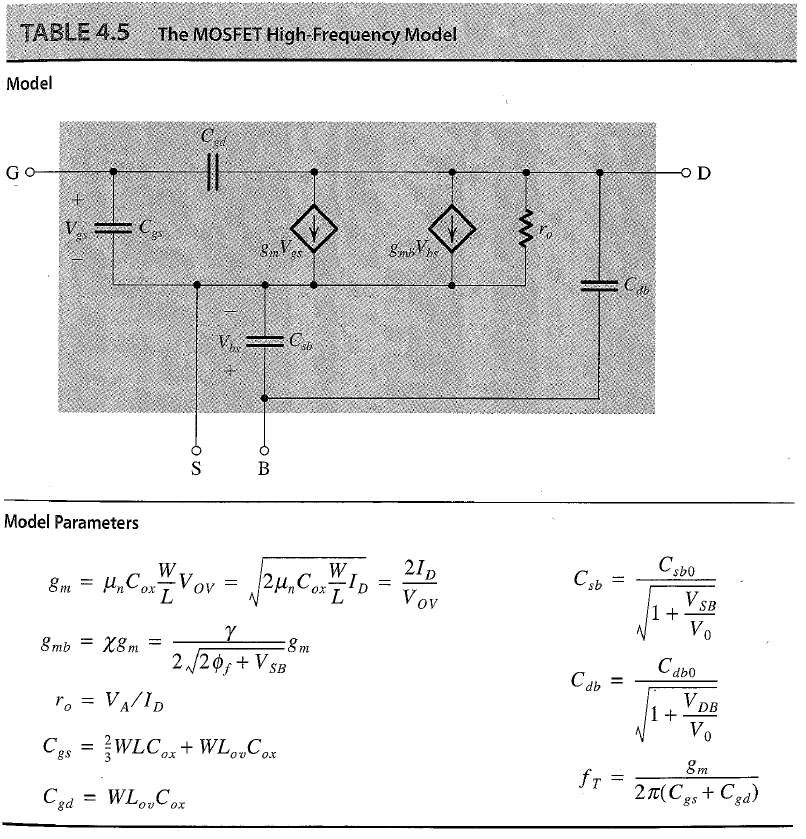 TABLE 4.5 The MOSFET High-Frequency Model
Model
C_gd
G
D
+
V_gs
−
C_gs
g_m V_gs
g_mb V_bs
r_o
C_db
−
V_bs
+
C_sb
S
B
Model Parameters
g_m = μ_n C_ox (W/L) V_OV = √(2μ_n C_ox (W/L) I_D) = 2I_D / V_OV
g_mb = χg_m = γ / (2√(2φ_f + V_SB)) g_m
r_o = V_A/I_D
C_gs = ⅔WLC_ox + WL_ov C_ox
C_gd = WL_ov C_ox
C_sb = C_sb0 / √(1 + V_SB/V_0)
C_db = C_db0 / √(1 + V_DB/V_0)
f_T = g_m / (2π(C_gs + C_gd))